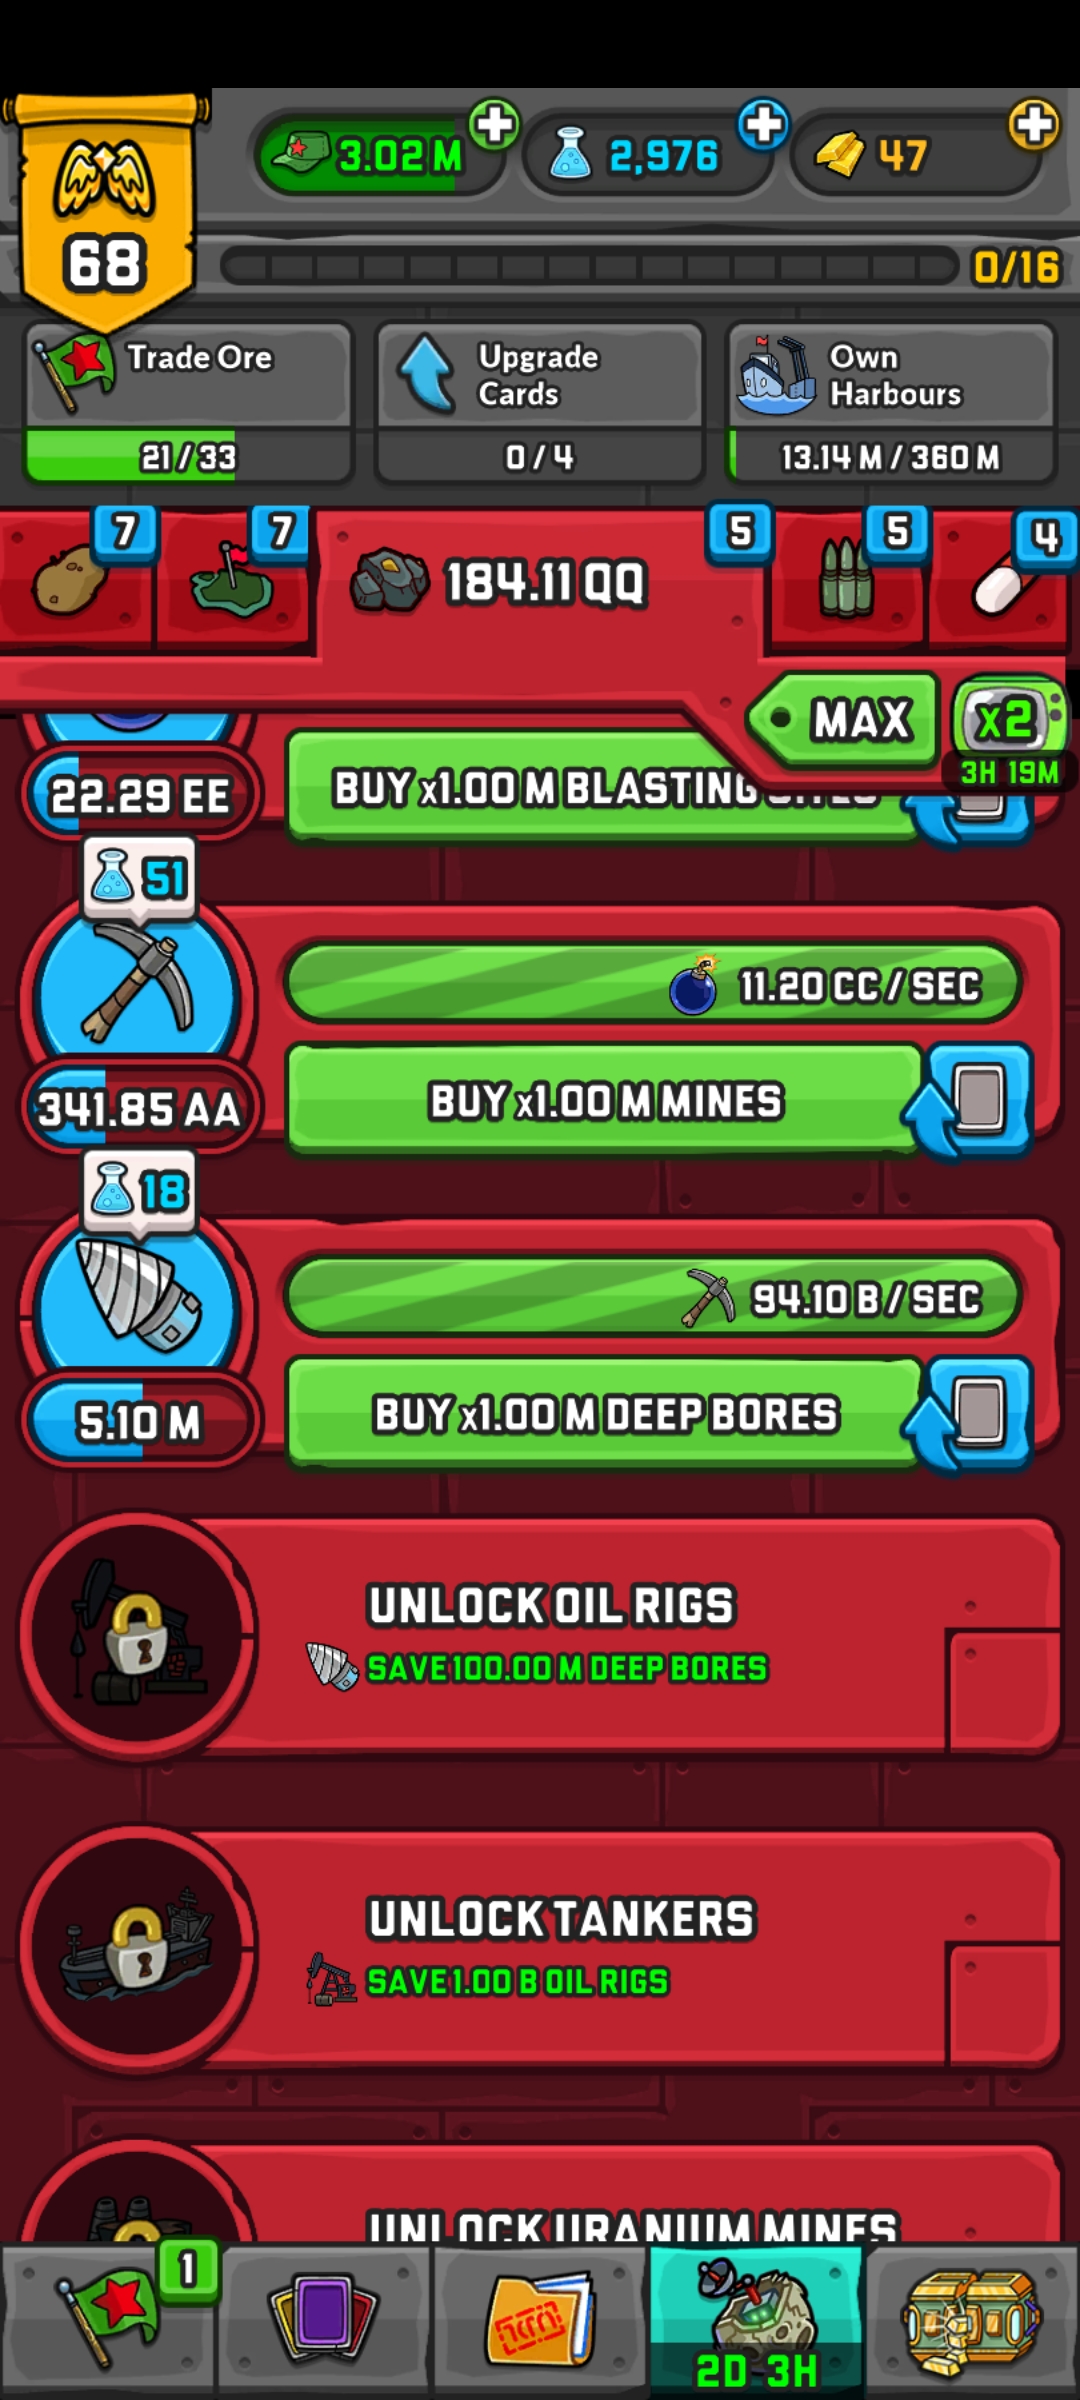 3.02 M
2,976
47
68
0/16
Trade Ore
21 / 33
Upgrade
Cards
0 / 4
Own
Harbours
13.14 M / 360 M
7
7
184.11 QQ
5
5
4
MAX
x2
3H 19M
22.29 EE
BUY x1.00 M BLASTING SITES
51
11.20 CC / SEC
341.85 AA
BUY x1.00 M MINES
18
94.10 B / SEC
5.10 M
BUY x1.00 M DEEP BORES
UNLOCK OIL RIGS
SAVE 100.00 M DEEP BORES
UNLOCK TANKERS
SAVE 1.00 B OIL RIGS
UNLOCK URANIUM MINES
1
2D 3H